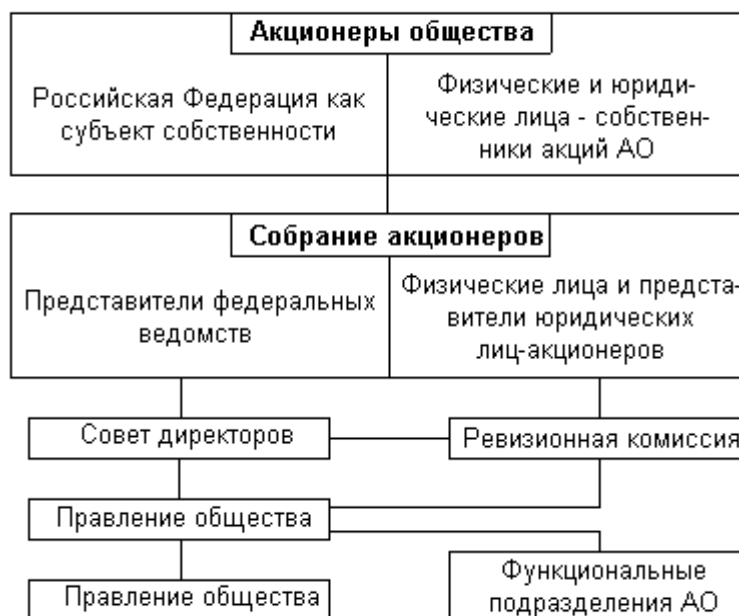 Акционеры общества
Российская Федерация как
субъект собственности
Физические и юриди-
ческие лица - собствен-
ники акций АО
Собрание акционеров
Представители федеральных
ведомств
Физические лица и предста-
вители юридических
лиц-акционеров
Совет директоров
Ревизионная комиссия
Правление общества
Правление общества
Функциональные
подразделения АО